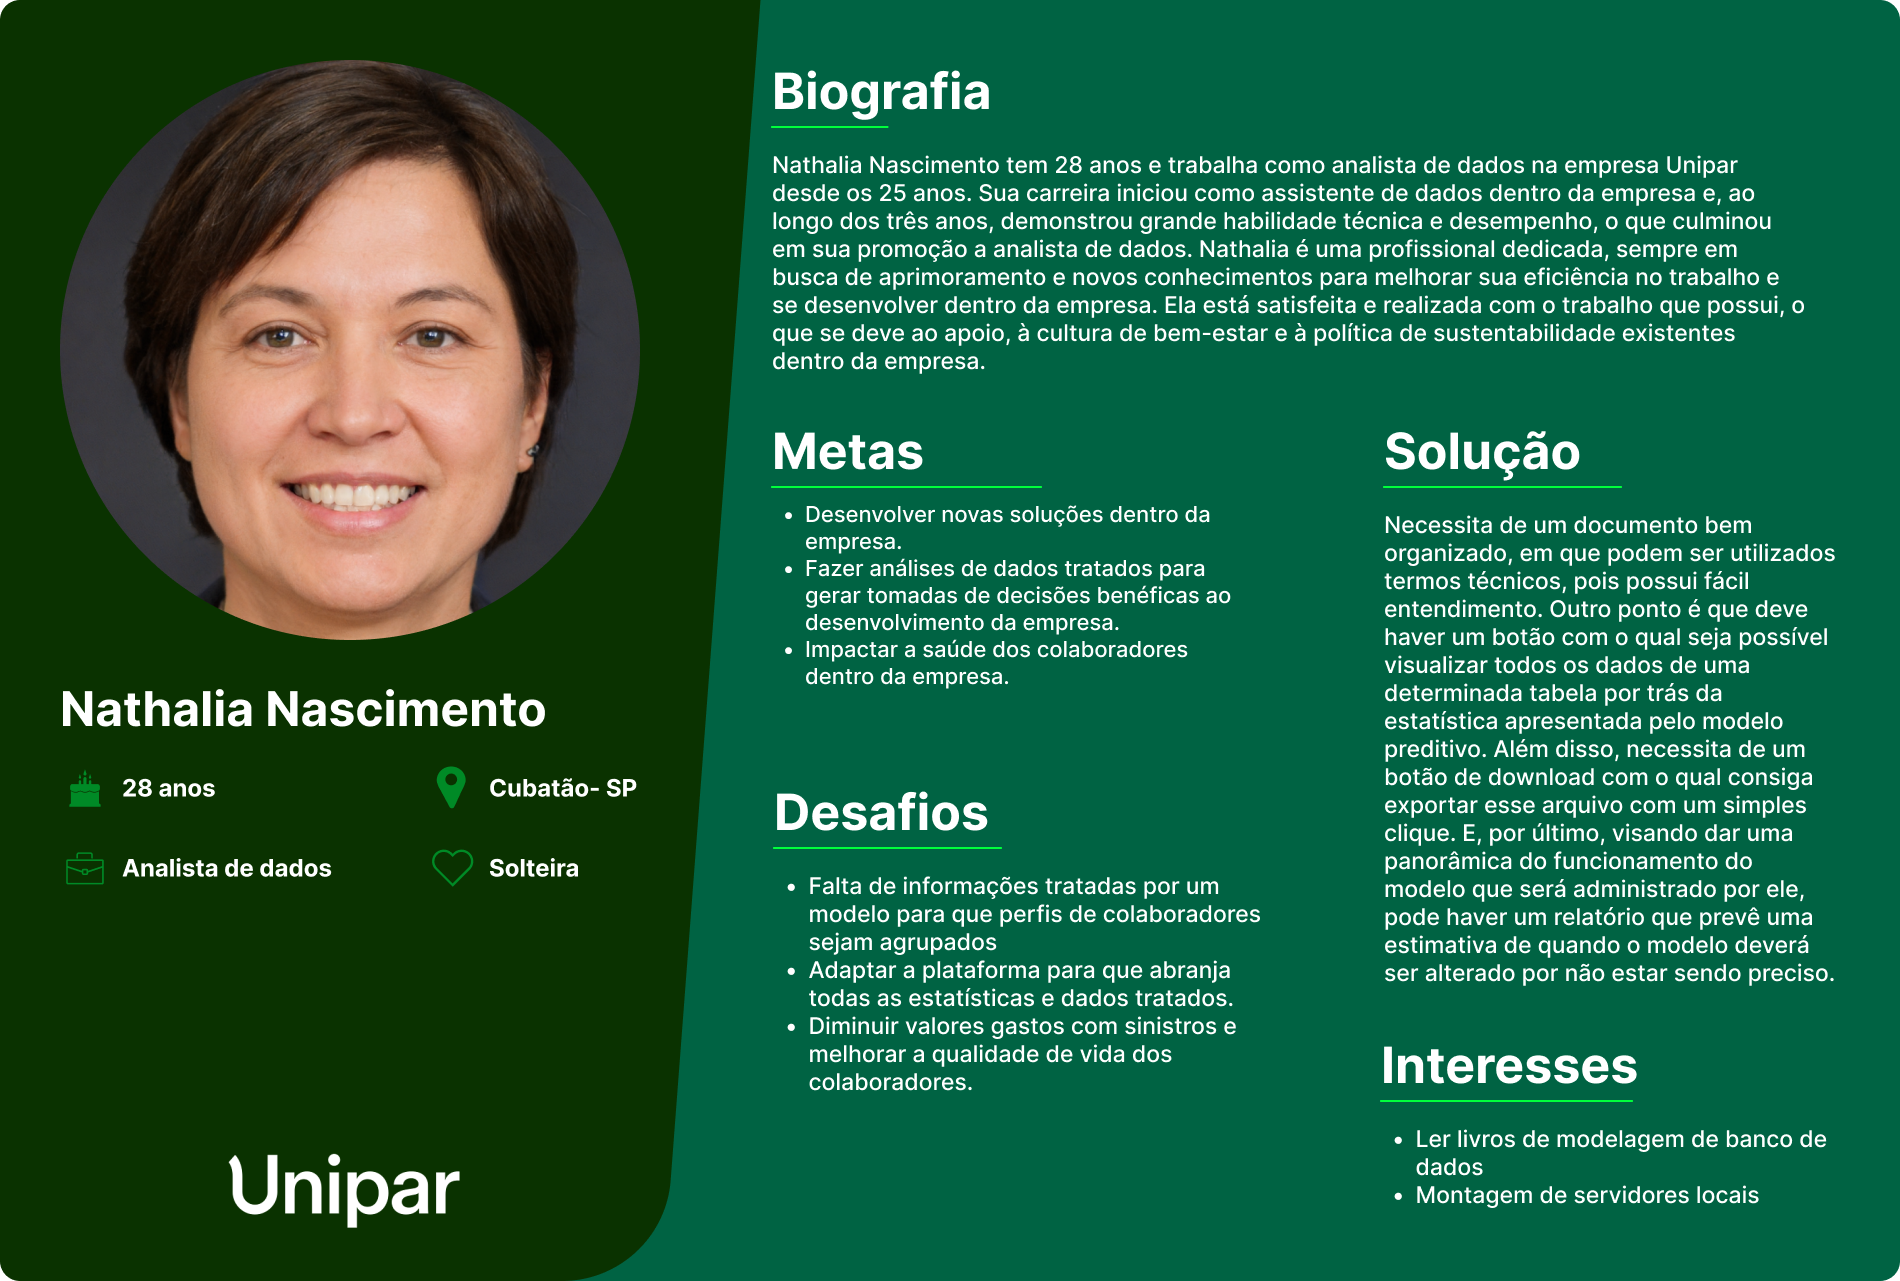 Nathalia Nascimento
28 anos
Cubatão- SP
Analista de dados
Solteira
Unipar
Biografia
Nathalia Nascimento tem 28 anos e trabalha como analista de dados na empresa Unipar
desde os 25 anos. Sua carreira iniciou como assistente de dados dentro da empresa e, ao
longo dos três anos, demonstrou grande habilidade técnica e desempenho, o que culminou
em sua promoção a analista de dados. Nathalia é uma profissional dedicada, sempre em
busca de aprimoramento e novos conhecimentos para melhorar sua eficiência no trabalho e
se desenvolver dentro da empresa. Ela está satisfeita e realizada com o trabalho que possui, o
que se deve ao apoio, à cultura de bem-estar e à política de sustentabilidade existentes
dentro da empresa.
Metas
• Desenvolver novas soluções dentro da
empresa.
• Fazer análises de dados tratados para
gerar tomadas de decisões benéficas ao
desenvolvimento da empresa.
• Impactar a saúde dos colaboradores
dentro da empresa.
Desafios
• Falta de informações tratadas por um
modelo para que perfis de colaboradores
sejam agrupados
• Adaptar a plataforma para que abranja
todas as estatísticas e dados tratados.
• Diminuir valores gastos com sinistros e
melhorar a qualidade de vida dos
colaboradores.
Solução
Necessita de um documento bem
organizado, em que podem ser utilizados
termos técnicos, pois possui fácil
entendimento. Outro ponto é que deve
haver um botão com o qual seja possível
visualizar todos os dados de uma
determinada tabela por trás da
estatística apresentada pelo modelo
preditivo. Além disso, necessita de um
botão de download com o qual consiga
exportar esse arquivo com um simples
clique. E, por último, visando dar uma
panorâmica do funcionamento do
modelo que será administrado por ele,
pode haver um relatório que prevê uma
estimativa de quando o modelo deverá
ser alterado por não estar sendo preciso.
Interesses
• Ler livros de modelagem de banco de
dados
• Montagem de servidores locais